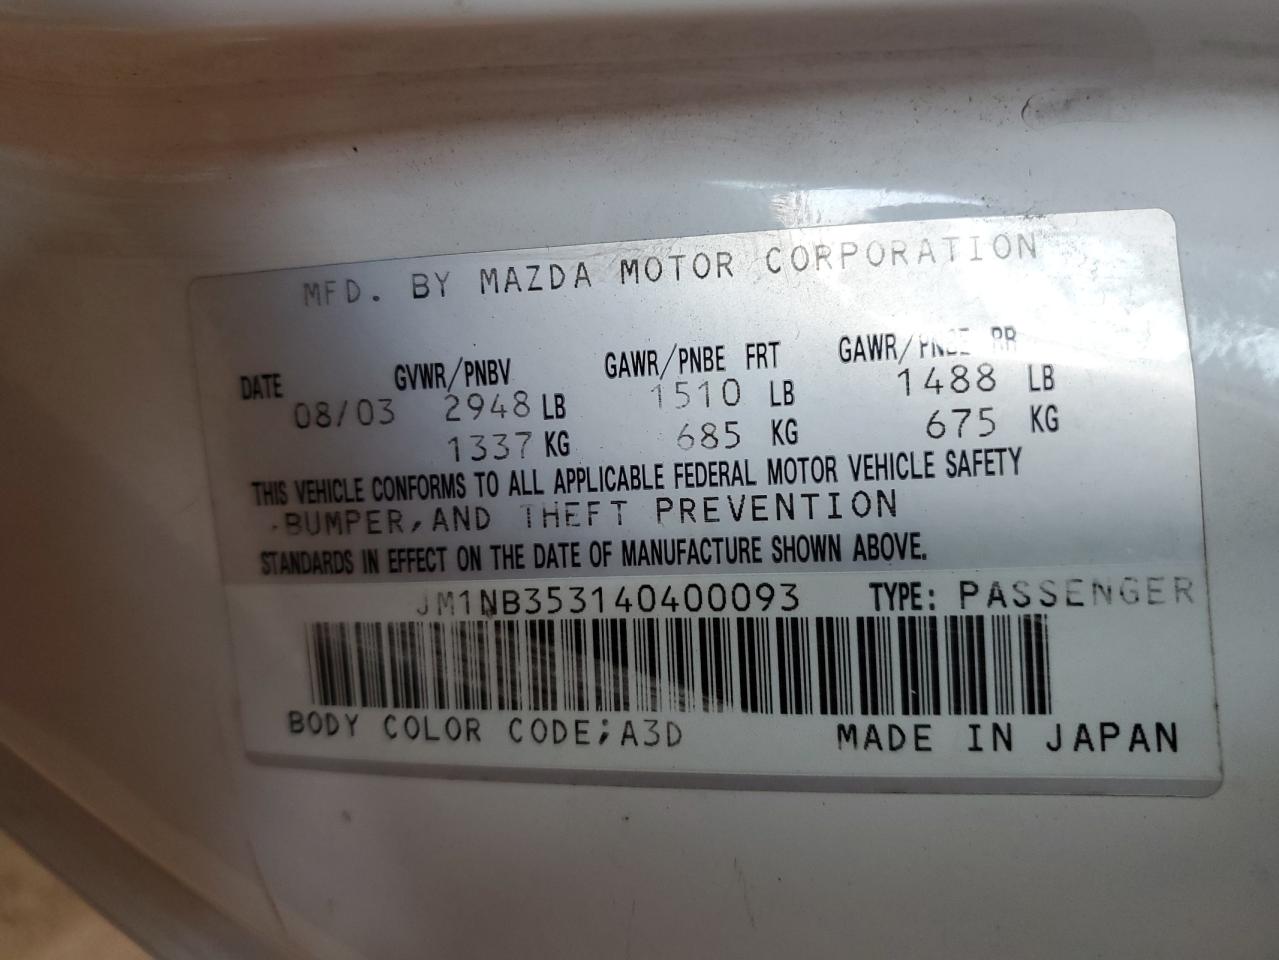 MFD. BY MAZDA MOTOR CORPORATION
DATE GVWR/PNBV GAWR/PNBE FRT GAWR/PNBE RR
08/03 2948 LB 1510 LB 1488 LB
1337 KG 685 KG 675 KG
THIS VEHICLE CONFORMS TO ALL APPLICABLE FEDERAL MOTOR VEHICLE SAFETY
,BUMPER,AND THEFT PREVENTION
STANDARDS IN EFFECT ON THE DATE OF MANUFACTURE SHOWN ABOVE.
JM1NB353140400093 TYPE: PASSENGER
BODY COLOR CODE;A3D MADE IN JAPAN